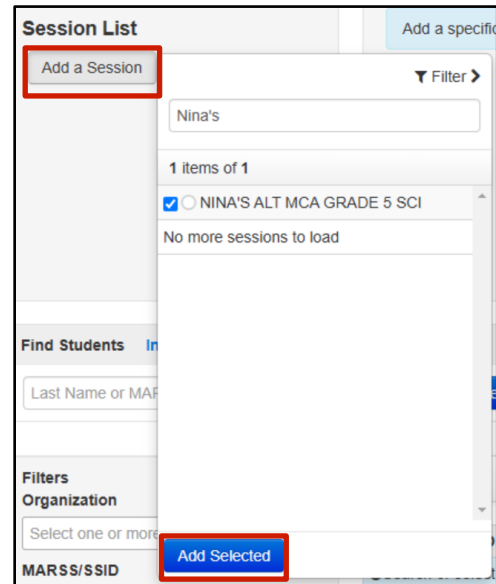 Session List
Add a specific
Add a Session
Filter
Nina's
1 items of 1
NINA'S ALT MCA GRADE 5 SCI
No more sessions to load
Find Students In
Last Name or MAR
Filters
Organization
Select one or more
Add Selected
MARSS/SSID